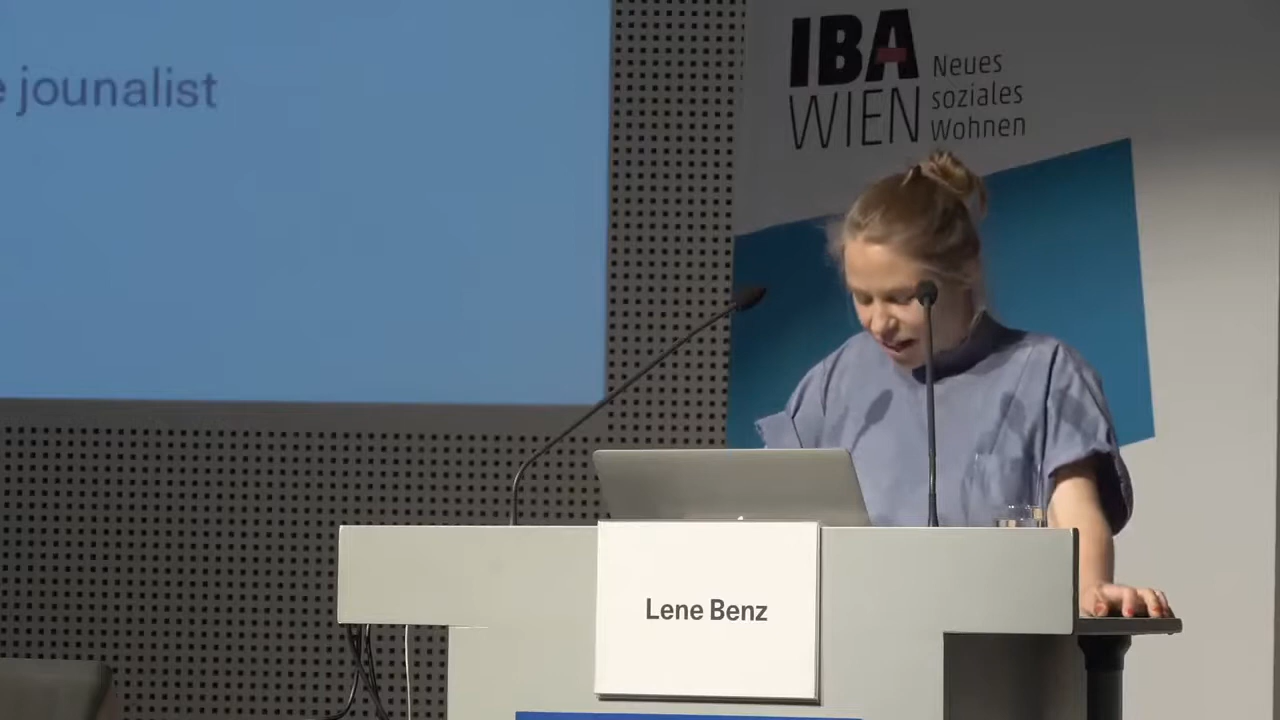 jounalist
IBA
WIEN
Neues
soziales
Wohnen
Lene Benz